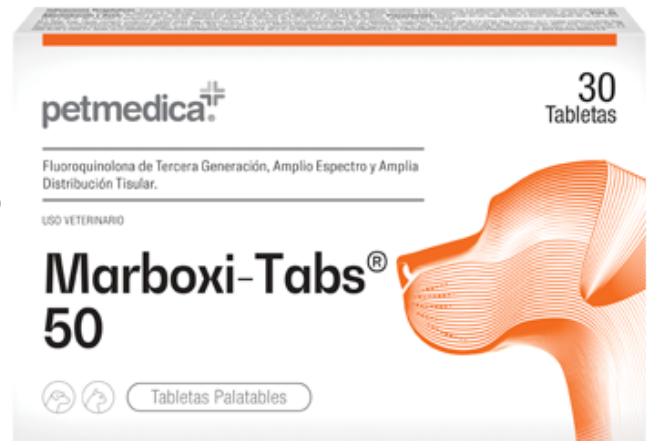 petmedica.®
30
Tabletas
Fluoroquinolona de Tercera Generación, Amplio Espectro y Amplia
Distribución Tisular.
USO VETERINARIO
Marboxi-Tabs®
50
Tabletas Palatables